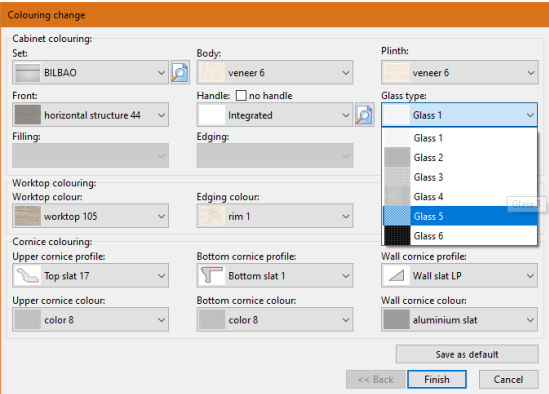 Colouring change
Cabinet colouring:
Set:
Body:
Plinth:
BILBAO
veneer 6
veneer 6
Front:
Handle: no handle
Glass type:
horizontal structure 44
Integrated
Glass 1
Filling:
Edging:
Glass 1
Glass 2
Glass 3
Glass 4
Glass 5
Glass 6
Worktop colouring:
Worktop colour:
Edging colour:
worktop 105
rim 1
Cornice colouring:
Upper cornice profile:
Bottom cornice profile:
Wall cornice profile:
Top slat 17
Bottom slat 1
Wall slat LP
Upper cornice colour:
Bottom cornice colour:
Wall cornice colour:
color 8
color 8
aluminium slat
Save as default
<< Back
Finish
Cancel